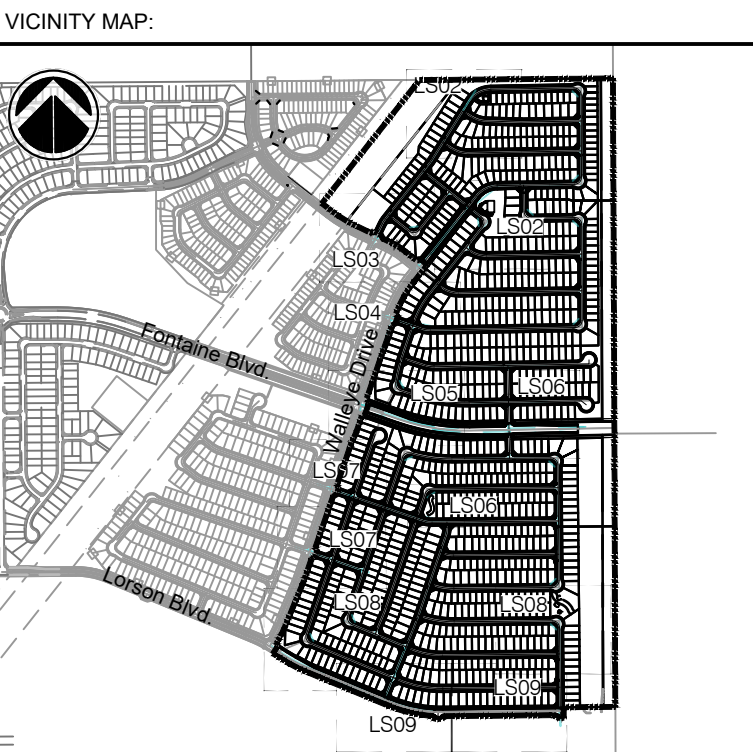 VICINITY MAP:
LS02
LS02
LS03
LS04
Fontaine Blvd.
Walleye Drive
LS05
LS06
LS07
LS06
LS07
LS08
LS08
Lorson Blvd.
LS09
LS09